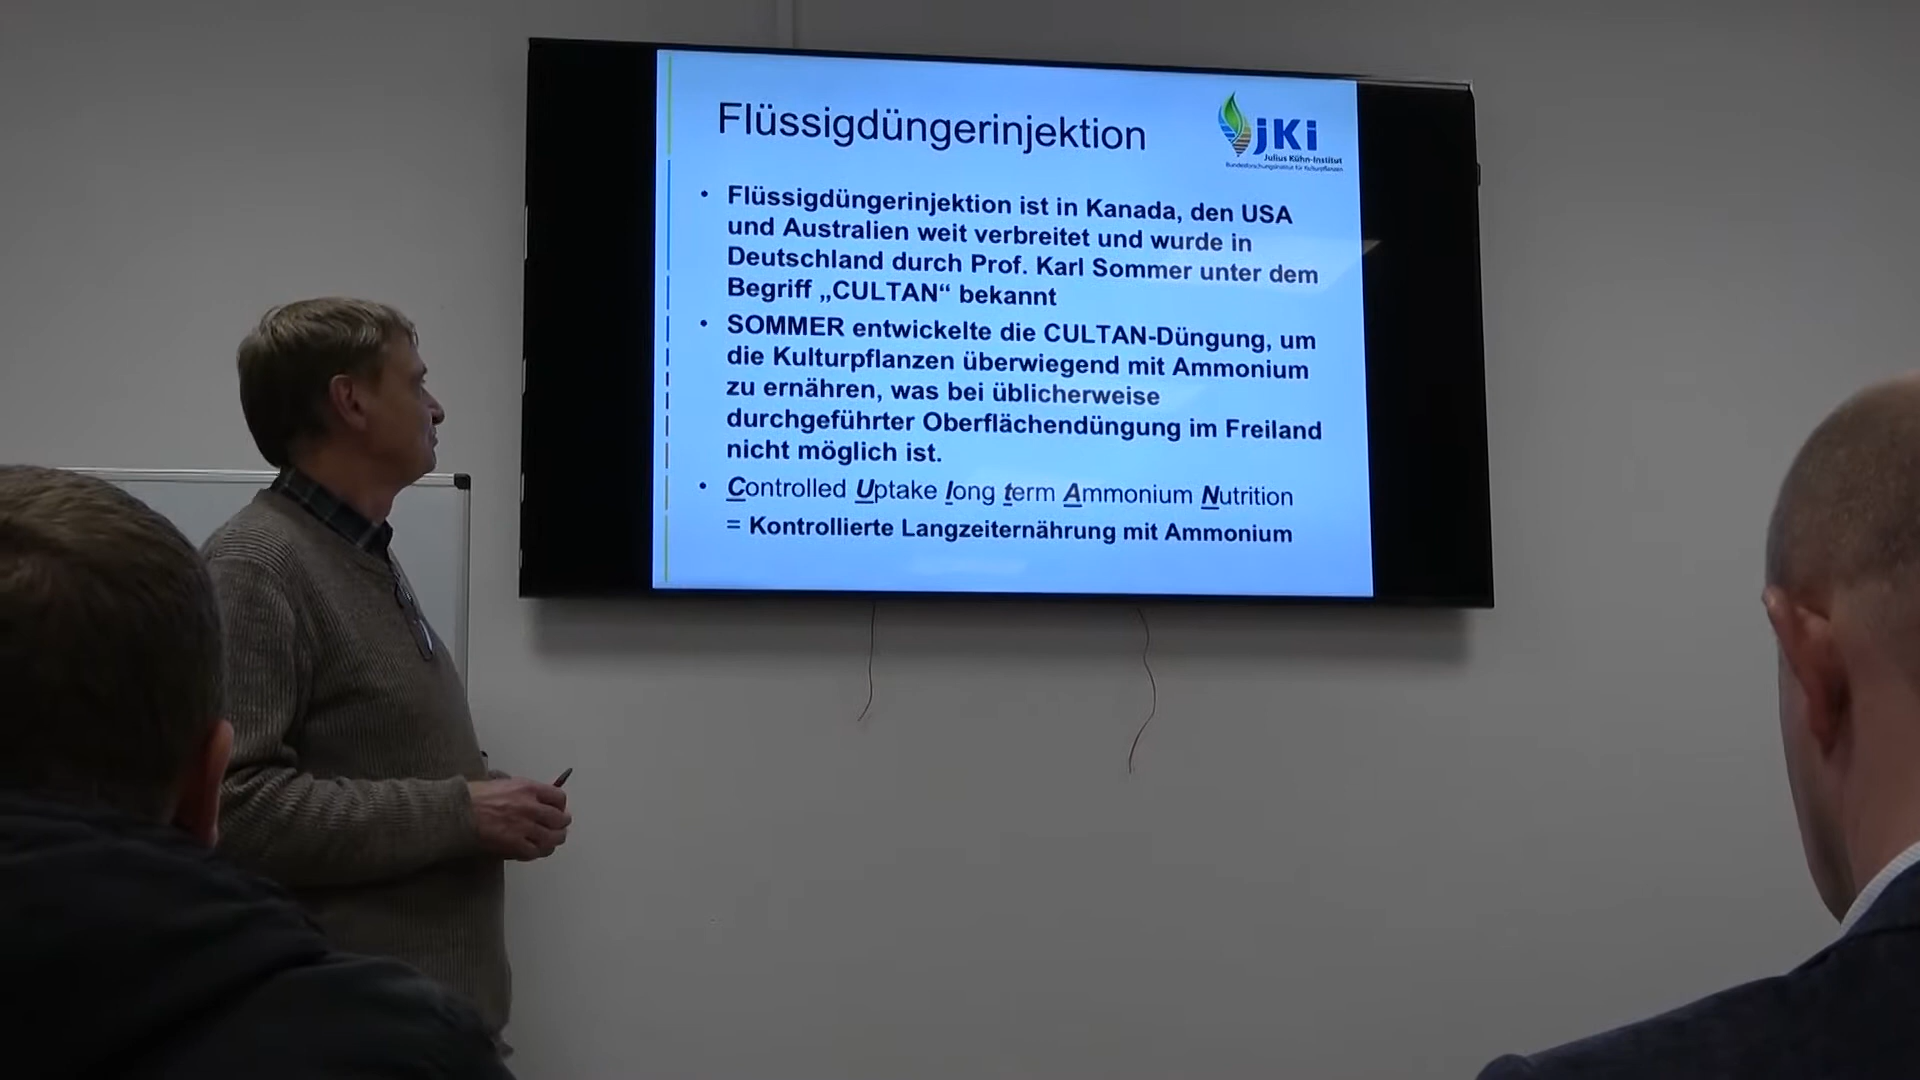 Flüssigdüngerinjektion
jKi
Julius Kühn-Institut
Bundesforschungsinstitut für Kulturpflanzen
• Flüssigdüngerinjektion ist in Kanada, den USA
und Australien weit verbreitet und wurde in
Deutschland durch Prof. Karl Sommer unter dem
Begriff „CULTAN“ bekannt
• SOMMER entwickelte die CULTAN-Düngung, um
die Kulturpflanzen überwiegend mit Ammonium
zu ernähren, was bei üblicherweise
durchgeführter Oberflächendüngung im Freiland
nicht möglich ist.
• Controlled Uptake long term Ammonium Nutrition
= Kontrollierte Langzeiternährung mit Ammonium